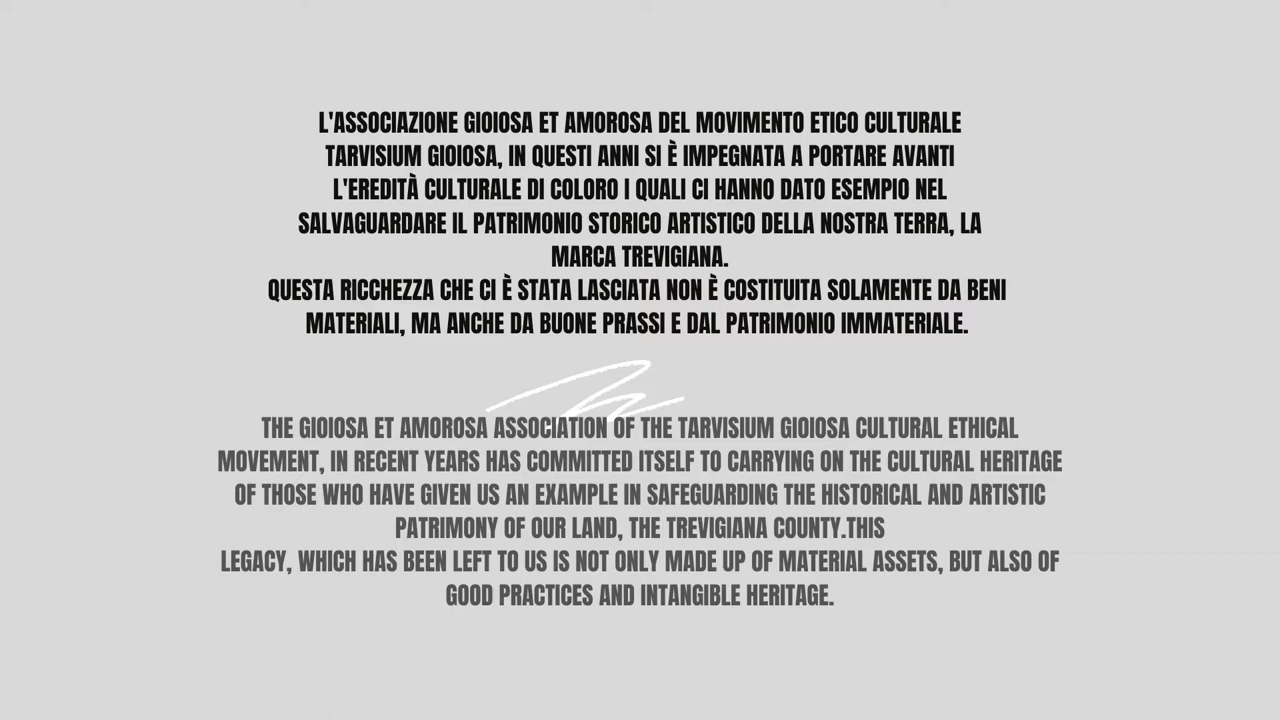 L'ASSOCIAZIONE GIOIOSA ET AMOROSA DEL MOVIMENTO ETICO CULTURALE
TARVISIUM GIOIOSA, IN QUESTI ANNI SI È IMPEGNATA A PORTARE AVANTI
L'EREDITÀ CULTURALE DI COLORO I QUALI CI HANNO DATO ESEMPIO NEL
SALVAGUARDARE IL PATRIMONIO STORICO ARTISTICO DELLA NOSTRA TERRA, LA
MARCA TREVIGIANA.
QUESTA RICCHEZZA CHE CI È STATA LASCIATA NON È COSTITUITA SOLAMENTE DA BENI
MATERIALI, MA ANCHE DA BUONE PRASSI E DAL PATRIMONIO IMMATERIALE.
THE GIOIOSA ET AMOROSA ASSOCIATION OF THE TARVISIUM GIOIOSA CULTURAL ETHICAL
MOVEMENT, IN RECENT YEARS HAS COMMITTED ITSELF TO CARRYING ON THE CULTURAL HERITAGE
OF THOSE WHO HAVE GIVEN US AN EXAMPLE IN SAFEGUARDING THE HISTORICAL AND ARTISTIC
PATRIMONY OF OUR LAND, THE TREVIGIANA COUNTY.THIS
LEGACY, WHICH HAS BEEN LEFT TO US IS NOT ONLY MADE UP OF MATERIAL ASSETS, BUT ALSO OF
GOOD PRACTICES AND INTANGIBLE HERITAGE.